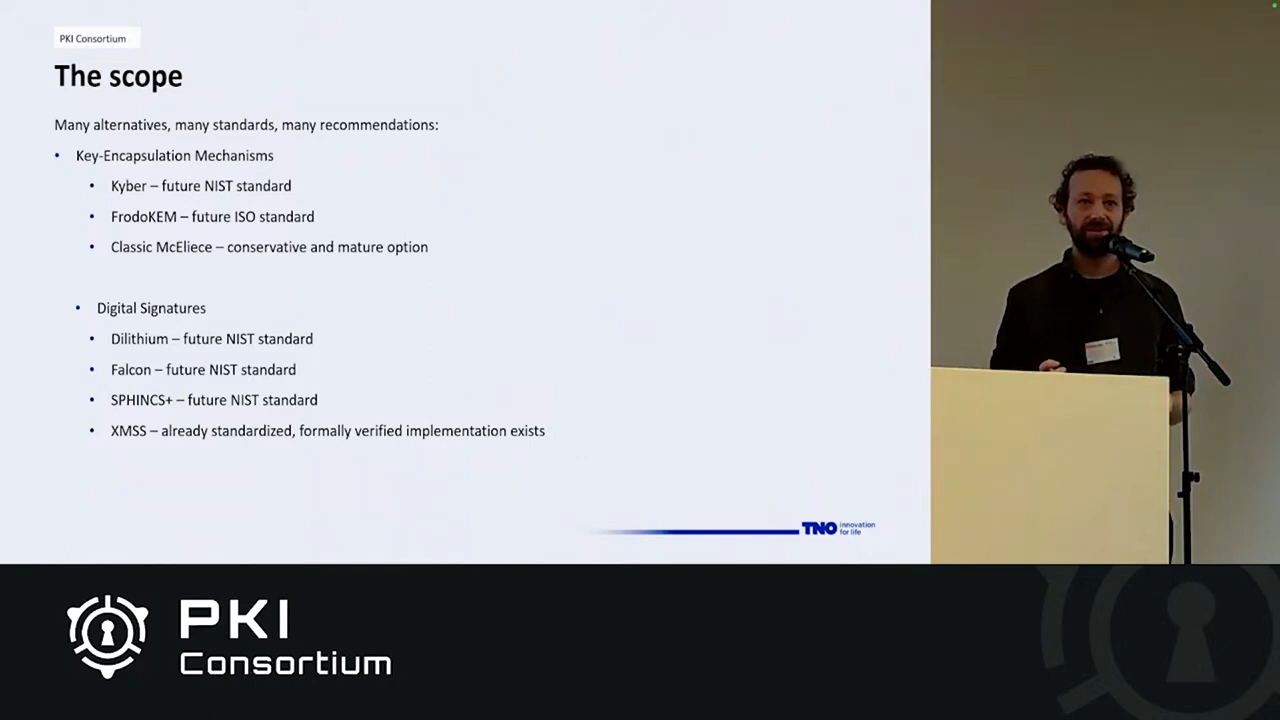 PKI Consortium
The scope
Many alternatives, many standards, many recommendations:
• Key-Encapsulation Mechanisms
• Kyber – future NIST standard
• FrodoKEM – future ISO standard
• Classic McEliece – conservative and mature option
• Digital Signatures
• Dilithium – future NIST standard
• Falcon – future NIST standard
• SPHINCS+ – future NIST standard
• XMSS – already standardized, formally verified implementation exists
TNO innovation
for life
PKI
Consortium